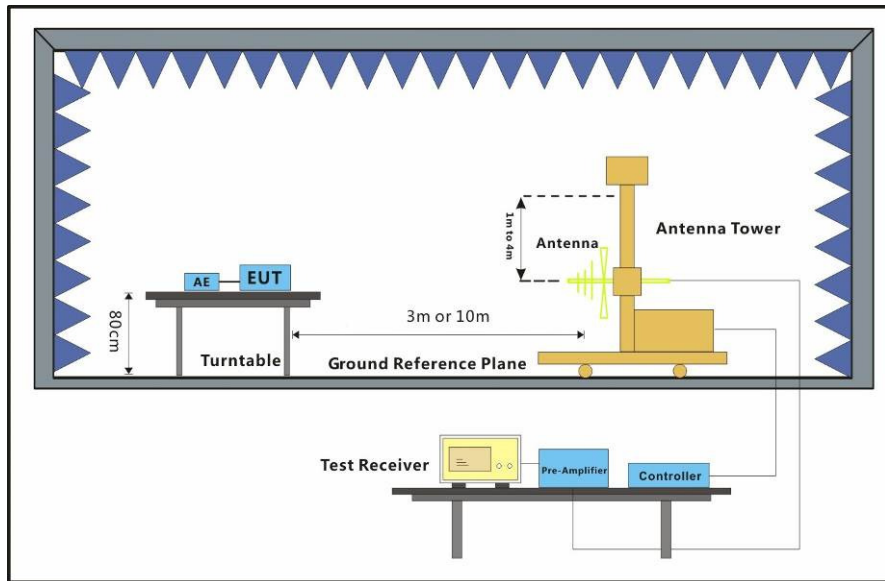 1m to 4m
Antenna
Antenna Tower
AE
EUT
80cm
3m or 10m
Turntable
Ground Reference Plane
Test Receiver
Pre-Amplifier
Controller